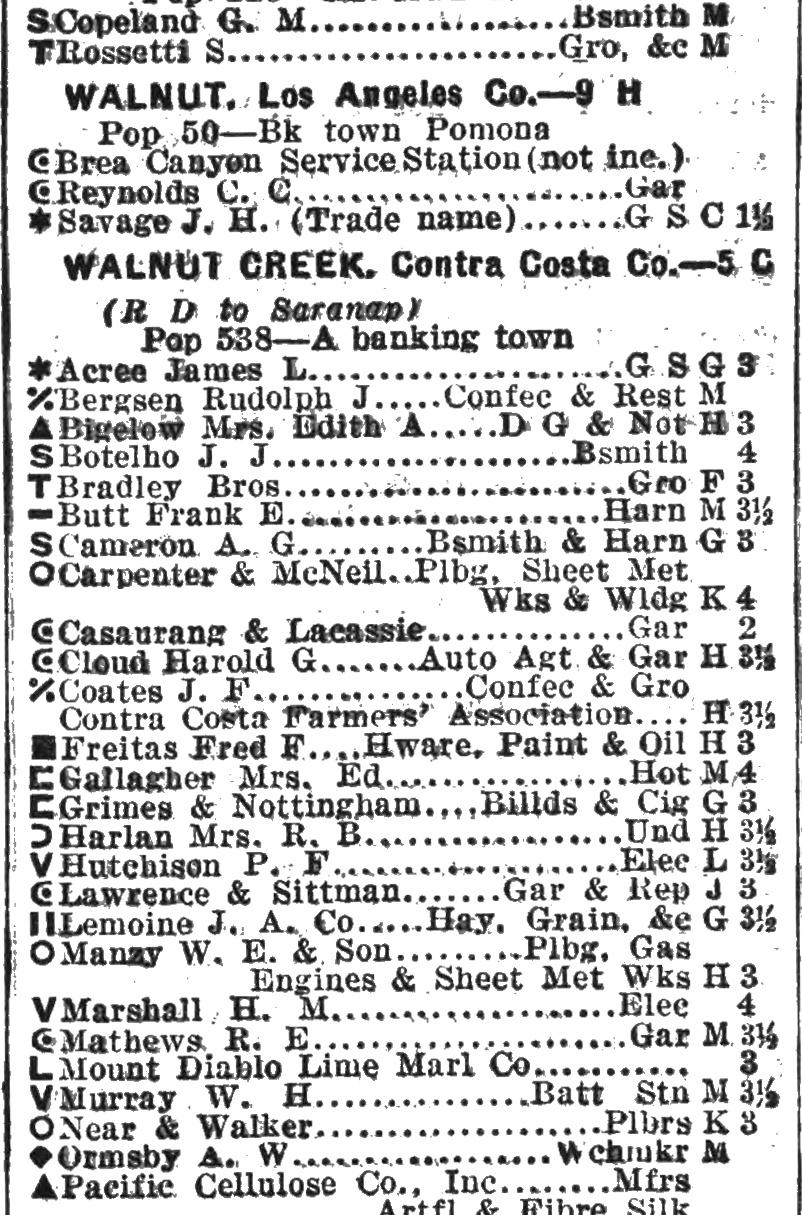 S Copeland G. M..................Bsmith M
T Rossetti S......................Gro, &c M
WALNUT. Los Angeles Co.—9 H
Pop 50—Bk town Pomona
Brea Canyon Service Station (not inc.)
Reynolds C. C......................Gar
* Savage J. H. (Trade name).......G S C 1½
WALNUT CREEK. Contra Costa Co.—5 C
(R D to Saranap)
Pop 538—A banking town
* Acree James L.....................G S G 3
% Bergsen Rudolph J.....Confec & Rest M
▲ Bigelow Mrs. Edith A.....D G & Not H 3
S Botelho J. J....................Bsmith 4
T Bradley Bros.......................Gro F 3
– Butt Frank E.....................Harn M 3½
S Cameron A. G.........Bsmith & Harn G 3
O Carpenter & McNeil..Plbg, Sheet Met
Wks & Wldg K 4
Casaurang & Lacassie..............Gar 2
Cloud Harold G.......Auto Agt & Gar H 3½
% Coates J. F...............Confec & Gro
Contra Costa Farmers' Association.... H 3½
■ Freitas Fred F....Hware, Paint & Oil H 3
⊏ Gallagher Mrs. Ed................Hot M 4
⊏ Grimes & Nottingham....Billds & Cig G 3
Ɔ Harlan Mrs. R. B.................Und H 3½
V Hutchison P. F...................Elec L 3½
Lawrence & Sittman.......Gar & Rep J 3
II Lemoine J. A. Co.....Hay, Grain, &c G 3½
O Manzy W. E. & Son.........Plbg, Gas
Engines & Sheet Met Wks H 3
V Marshall H. M....................Elec 4
Mathews R. E.....................Gar M 3½
L Mount Diablo Lime Marl Co........... 3
V Murray W. H...............Batt Stn M 3½
O Near & Walker....................Plbrs K 3
◆ Ormsby A. W..................Wchmkr M
▲ Pacific Cellulose Co., Inc........Mfrs
Artfl & Fibre Silk